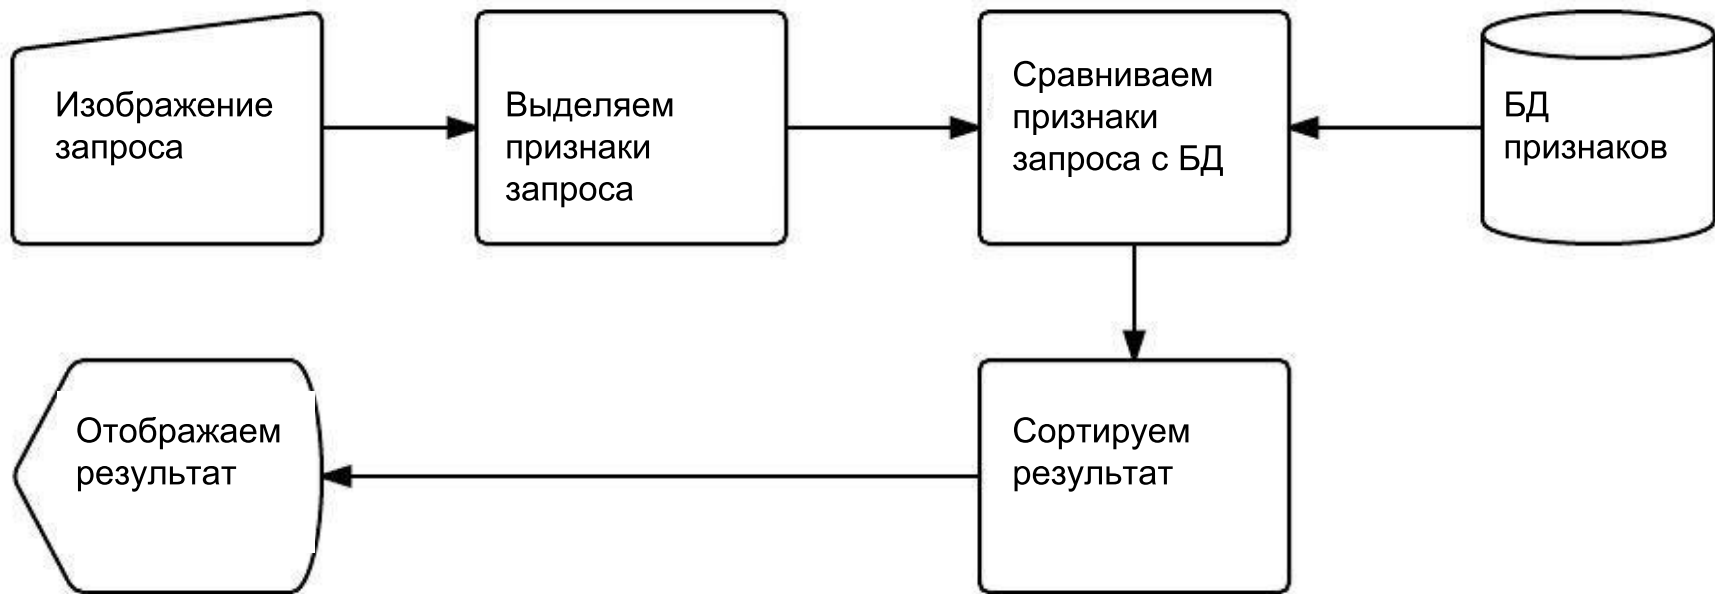 Изображение
запроса
Выделяем
признаки
запроса
Сравниваем
признаки
запроса с БД
БД
признаков
Отображаем
результат
Сортируем
результат